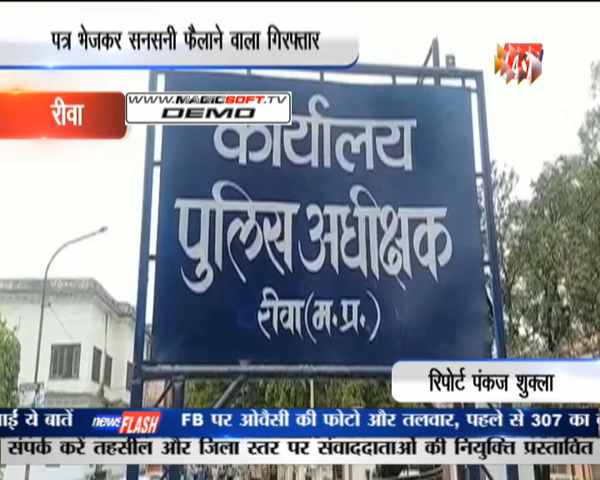 पत्र भेजकर सनसनी फैलाने वाला गिरफ्तार
रीवा
WWW.MAGICSOFT.TV
DEMO
कार्यालय
पुलिस अधीक्षक
रीवा (म.प्र.)
रिपोर्ट पंकज शुक्ला
ये बातें news FLASH FB पर ओवैसी की फोटो और तलवार, पहले से 307 का
संपर्क करें तहसील और जिला स्तर पर संवाददाताओं की नियुक्ति प्रस्तावित